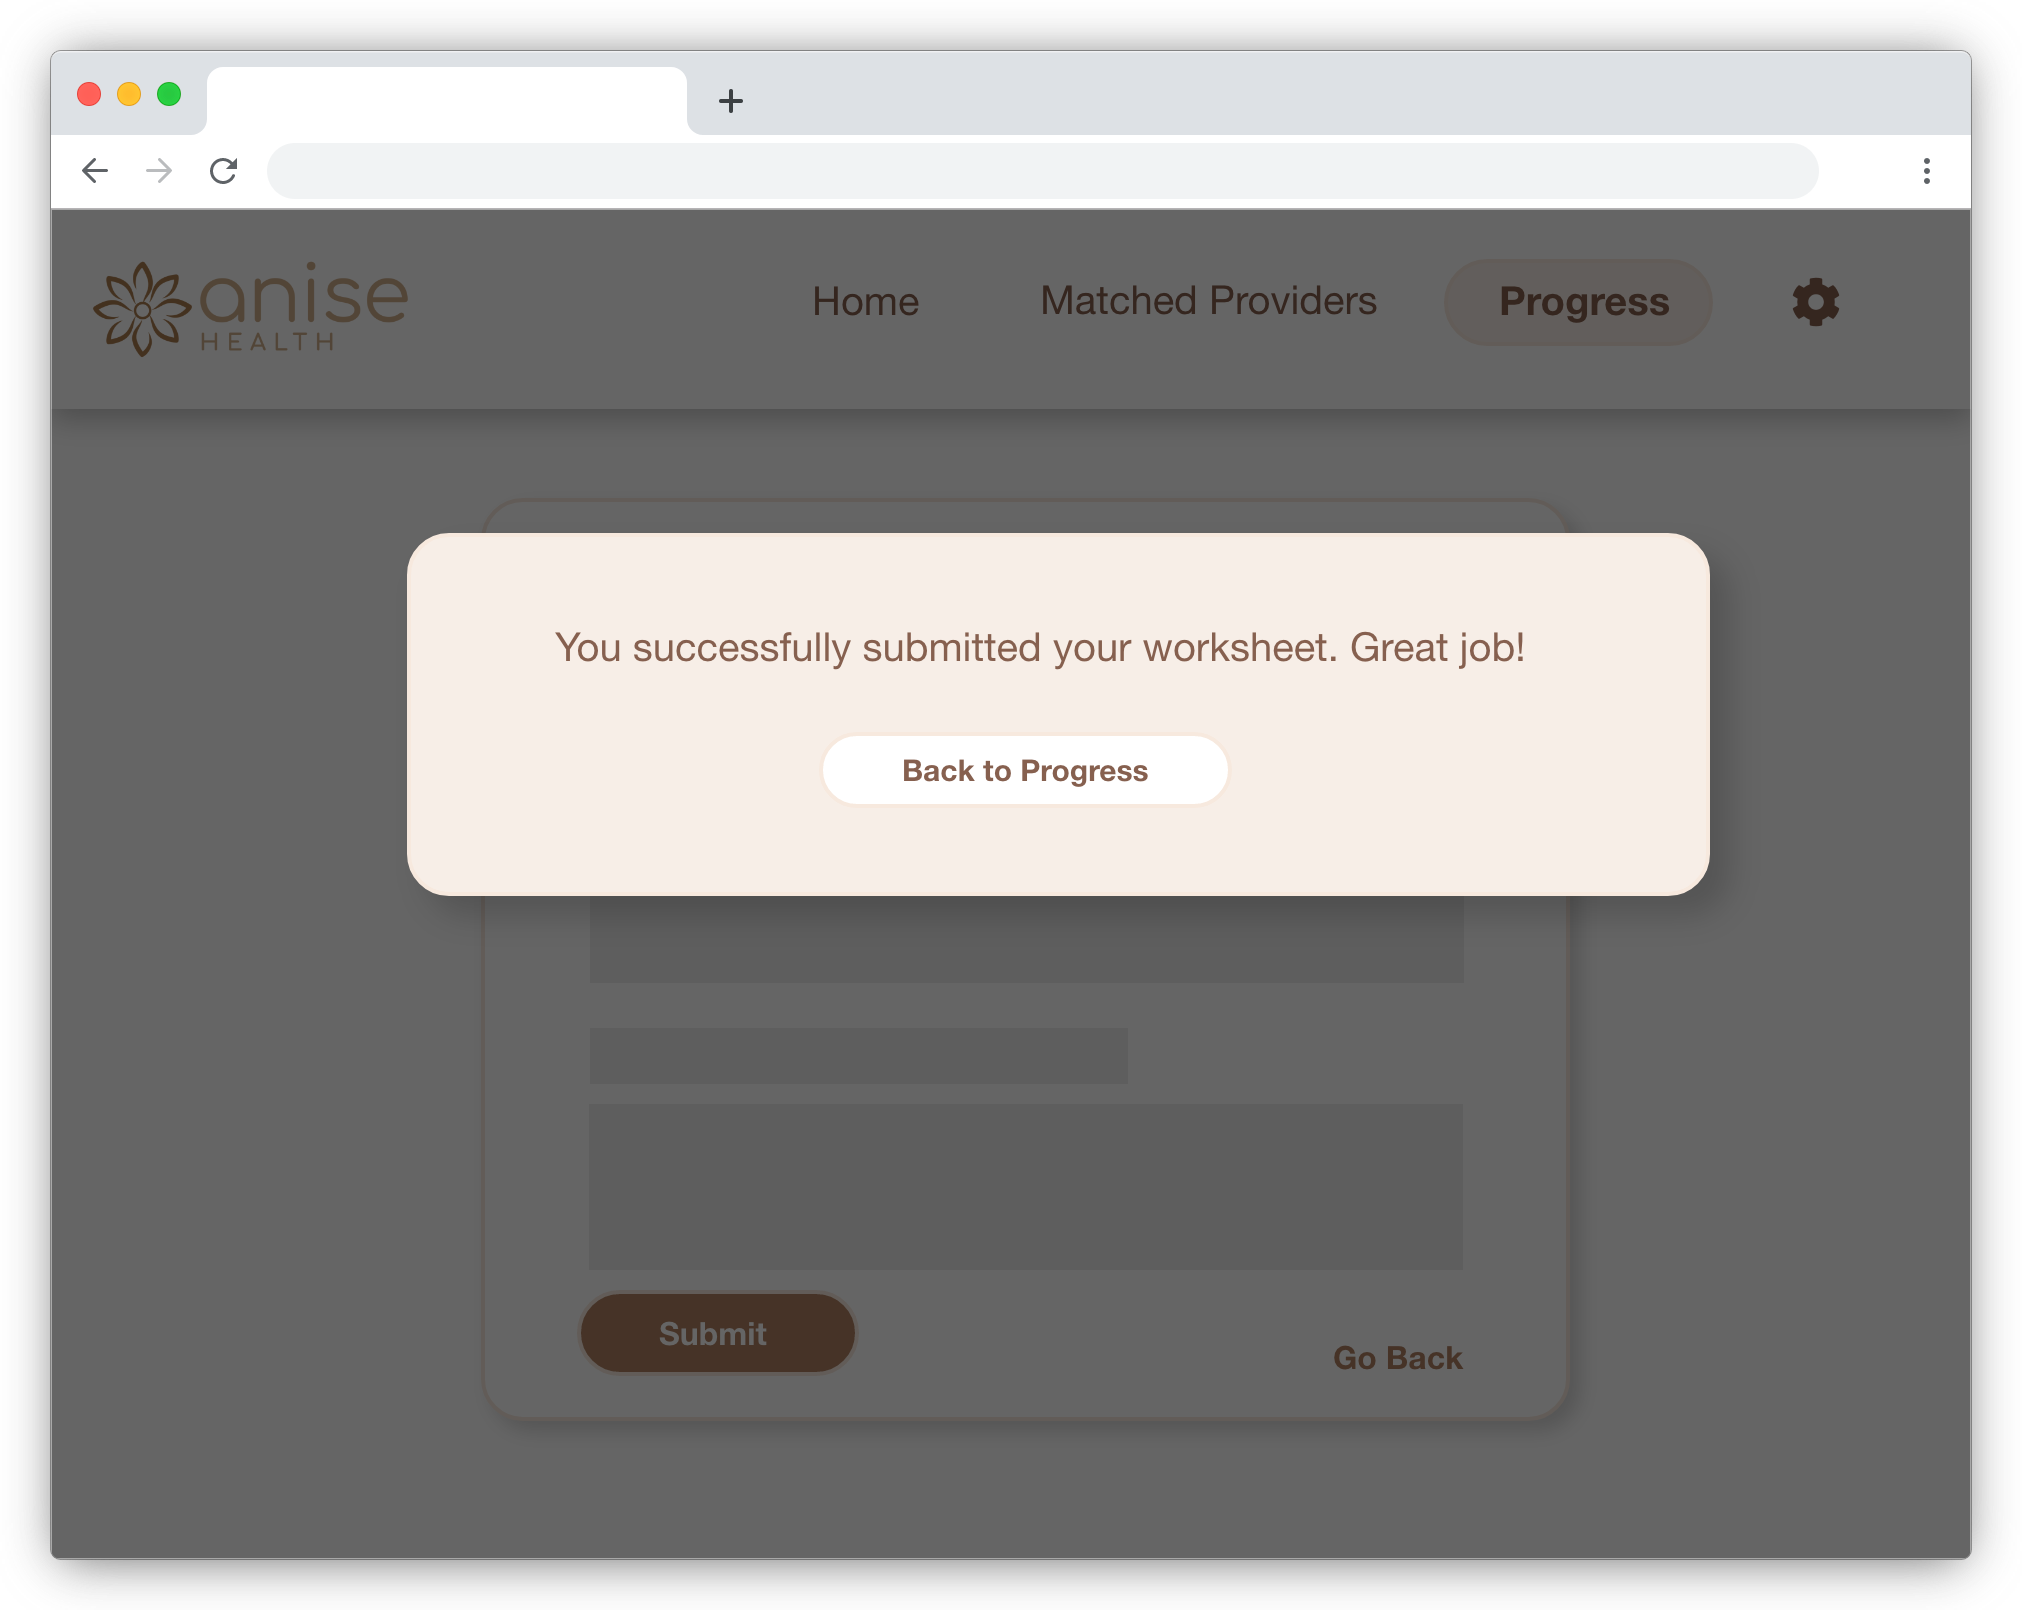 anise
HEALTH
Home
Matched Providers
Progress
You successfully submitted your worksheet. Great job!
Back to Progress
Submit
Go Back